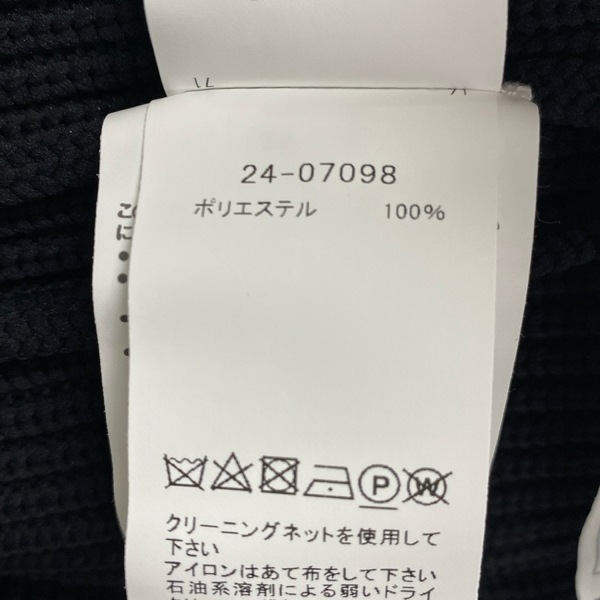 24-07098
ポリエステル 100%
こ
に
P W
クリーニングネットを使用して
下さい
アイロンはあて布をして下さい
石油系溶剤による弱いドライ